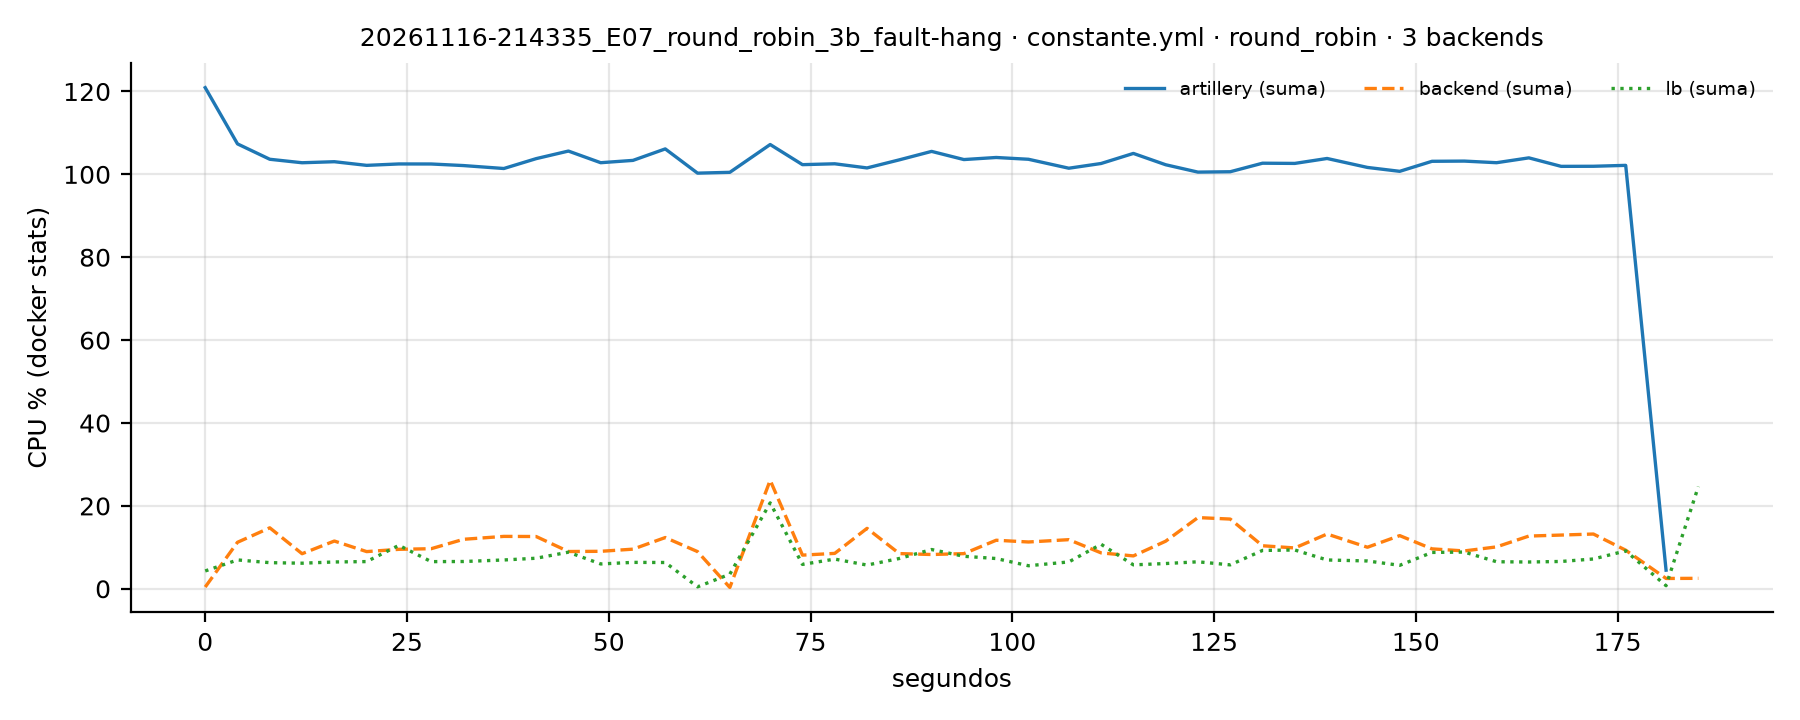 20261116-214335_E07_round_robin_3b_fault-hang · constante.yml · round_robin · 3 backends
artillery (suma) backend (suma) lb (suma)
CPU % (docker stats)
120
100
80
60
40
20
0
0 25 50 75 100 125 150 175
segundos